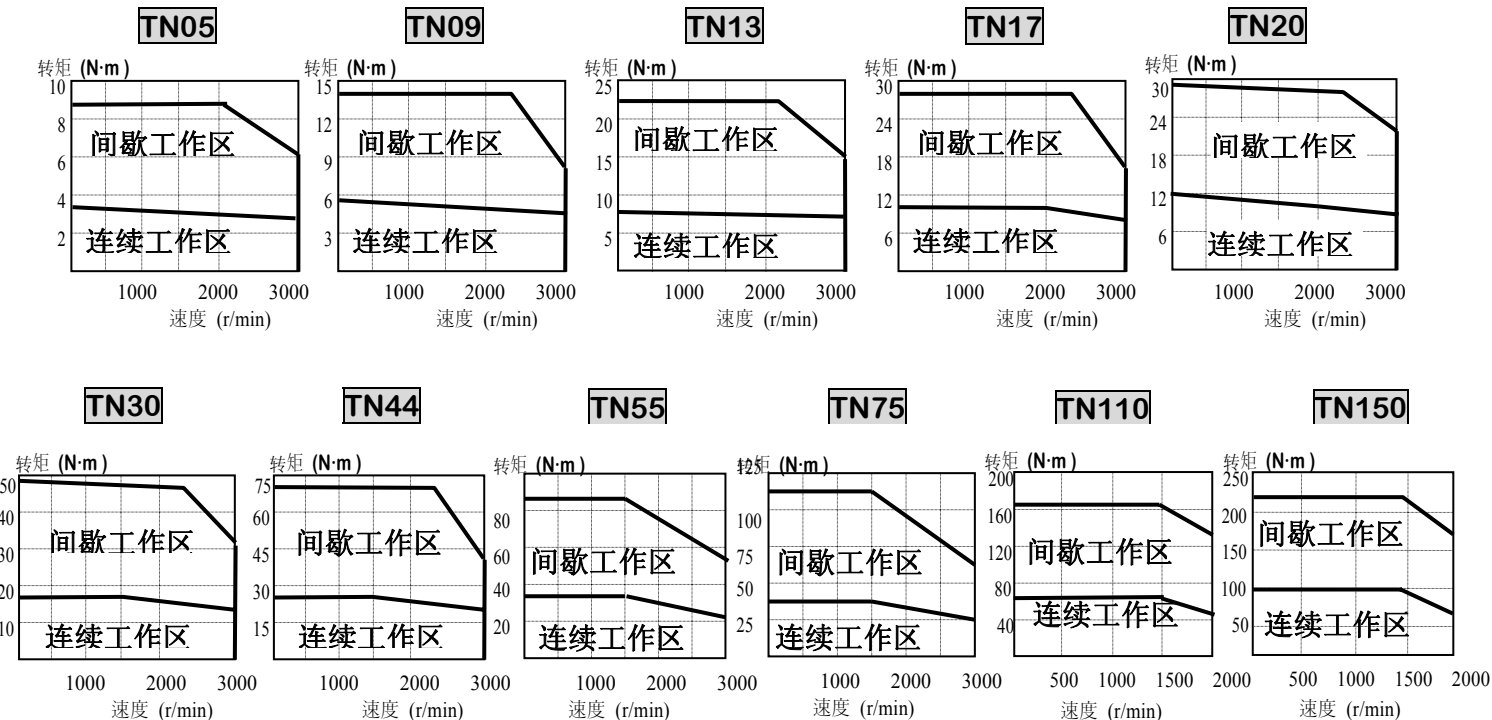 TN05
转矩 (N·m)
10
8
6
4
2
间歇工作区
连续工作区
1000 2000 3000
速度 (r/min)
TN09
转矩 (N·m)
15
12
9
6
3
间歇工作区
连续工作区
1000 2000 3000
速度 (r/min)
TN13
转矩 (N·m)
25
20
15
10
5
间歇工作区
连续工作区
1000 2000 3000
速度 (r/min)
TN17
转矩 (N·m)
30
24
18
12
6
间歇工作区
连续工作区
1000 2000 3000
速度 (r/min)
TN20
转矩 (N·m)
30
24
18
12
6
间歇工作区
连续工作区
1000 2000 3000
速度 (r/min)
TN30
转矩 (N·m)
50
40
30
20
10
间歇工作区
连续工作区
1000 2000 3000
速度 (r/min)
TN44
转矩 (N·m)
75
60
45
30
15
间歇工作区
连续工作区
1000 2000 3000
速度 (r/min)
TN55
转矩 (N·m)
80
60
40
20
间歇工作区
连续工作区
1000 2000 3000
速度 (r/min)
TN75
转矩 (N·m)
125
100
75
50
25
间歇工作区
连续工作区
1000 2000 3000
速度 (r/min)
TN110
转矩 (N·m)
200
160
120
80
40
间歇工作区
连续工作区
500 1000 1500 2000
速度 (r/min)
TN150
转矩 (N·m)
250
200
150
100
50
间歇工作区
连续工作区
500 1000 1500 2000
速度 (r/min)